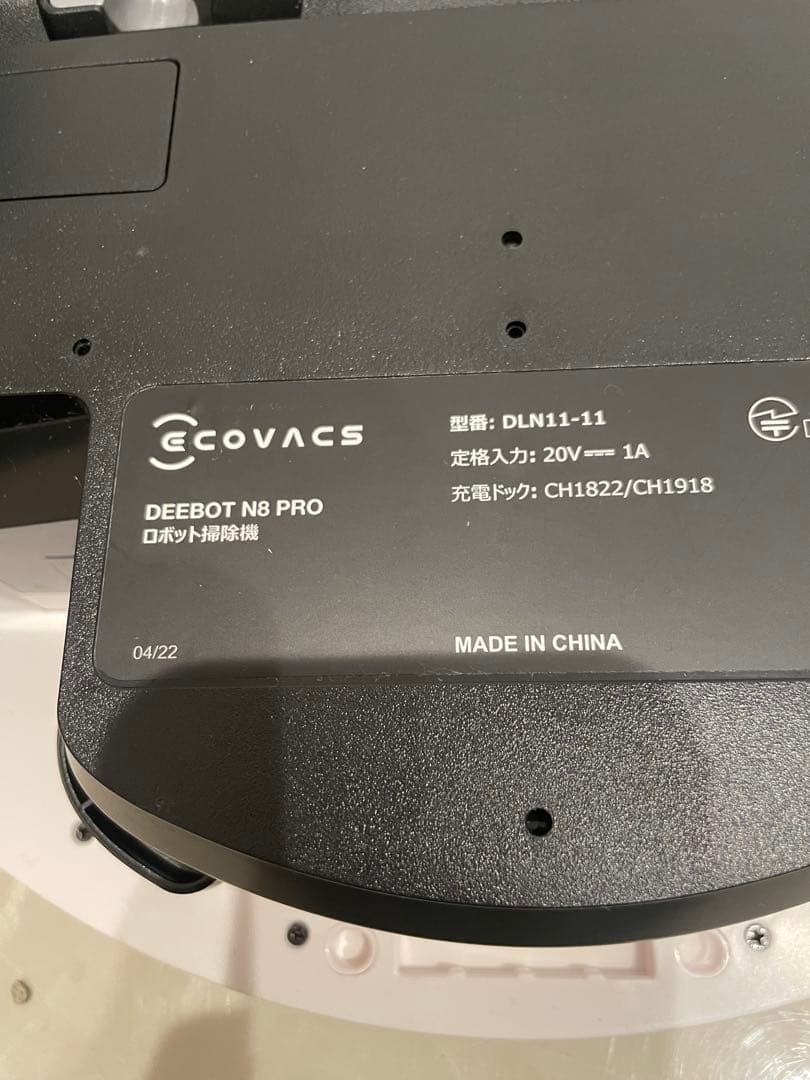 ECOVACS
DEEBOT N8 PRO
ロボット掃除機
04/22
型番: DLN11-11
定格入力: 20V⎓ 1A
充電ドック: CH1822/CH1918
MADE IN CHINA